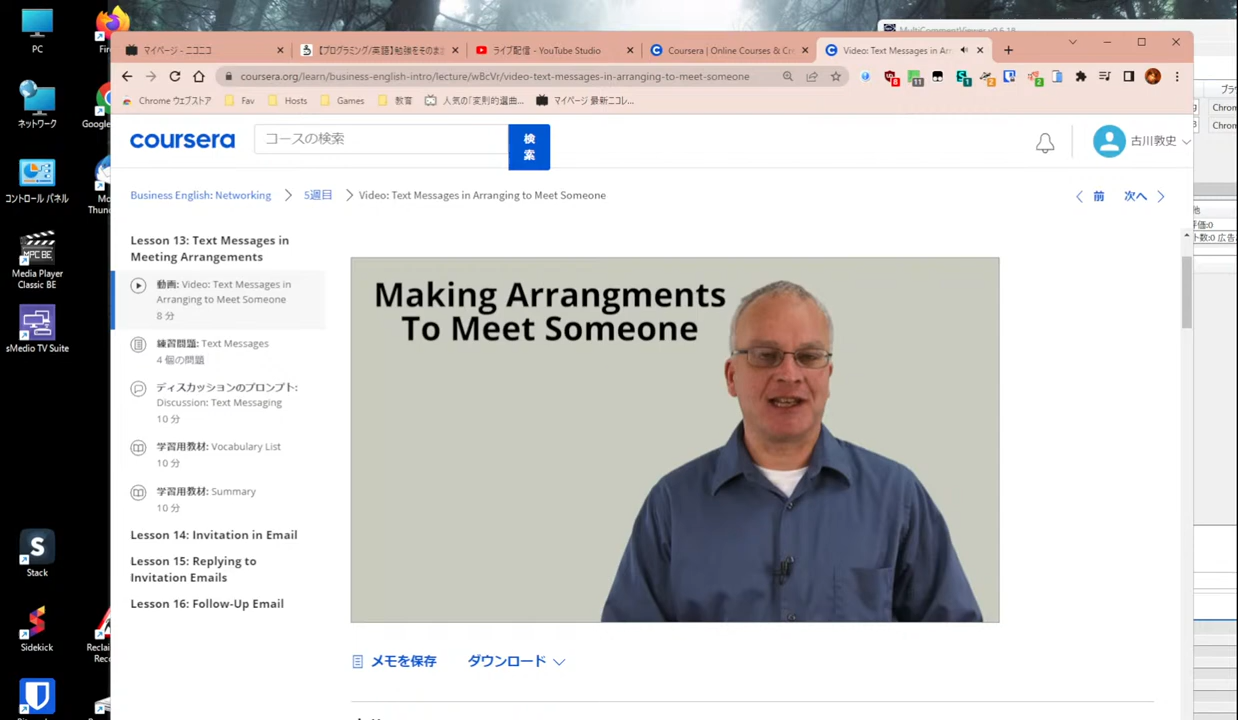 PC
ネットワーク
コントロール パネル
Media Player
Classic BE
sMedio TV Suite
Stack
Sidekick
マイページ - ニコニコ
【プログラミング/英語】勉強をそのま
ライブ配信 - YouTube Studio
Coursera | Online Courses & Cr
Video: Text Messages in Arr
coursera.org/learn/business-english-intro/lecture/wBcVr/video-text-messages-in-arranging-to-meet-someone
Chrome ウェブストア
Fav
Hosts
Games
教育
人気の「変則的選曲...
マイページ 最新ニコレ...
coursera
コースの検索
検
索
古川敦史
Business English: Networking
5週目
Video: Text Messages in Arranging to Meet Someone
前
次へ
Lesson 13: Text Messages in
Meeting Arrangements
動画: Video: Text Messages in
Arranging to Meet Someone
8 分
練習問題: Text Messages
4 個の問題
ディスカッションのプロンプト:
Discussion: Text Messaging
10 分
学習用教材: Vocabulary List
10 分
学習用教材: Summary
10 分
Lesson 14: Invitation in Email
Lesson 15: Replying to
Invitation Emails
Lesson 16: Follow-Up Email
Making Arrangments
To Meet Someone
メモを保存
ダウンロード